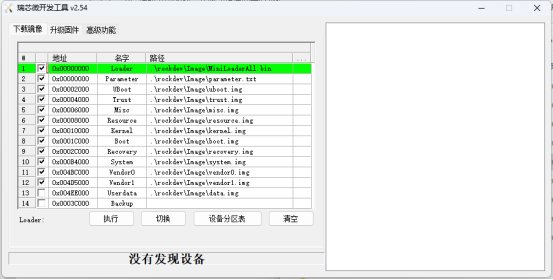 瑞芯微开发工具 v2.54
下载镜像 升级固件 高级功能
# 地址 名字 路径 ...
1 0x00000000 Loader .\rockdev\Image\MiniLoaderAll.bin
2 0x00000000 Parameter .\rockdev\Image\parameter.txt
3 0x00002000 UBoot .\rockdev\Image\uboot.img
4 0x00004000 Trust .\rockdev\Image\trust.img
5 0x00006000 Misc .\rockdev\Image\misc.img
6 0x00008000 Resource .\rockdev\Image\resource.img
7 0x00010000 Kernel .\rockdev\Image\kernel.img
8 0x0001C000 Boot .\rockdev\Image\boot.img
9 0x0002C000 Recovery .\rockdev\Image\recovery.img
10 0x000B4000 System .\rockdev\Image\system.img
11 0x004BC000 Vendor0 .\rockdev\Image\vendor0.img
12 0x004D5000 Vendor1 .\rockdev\Image\vendor1.img
13 0x004EE000 Userdata .\rockdev\Image\data.img
14 0x0003C000 Backup
Loader: 执行 切换 设备分区表 清空
没有发现设备